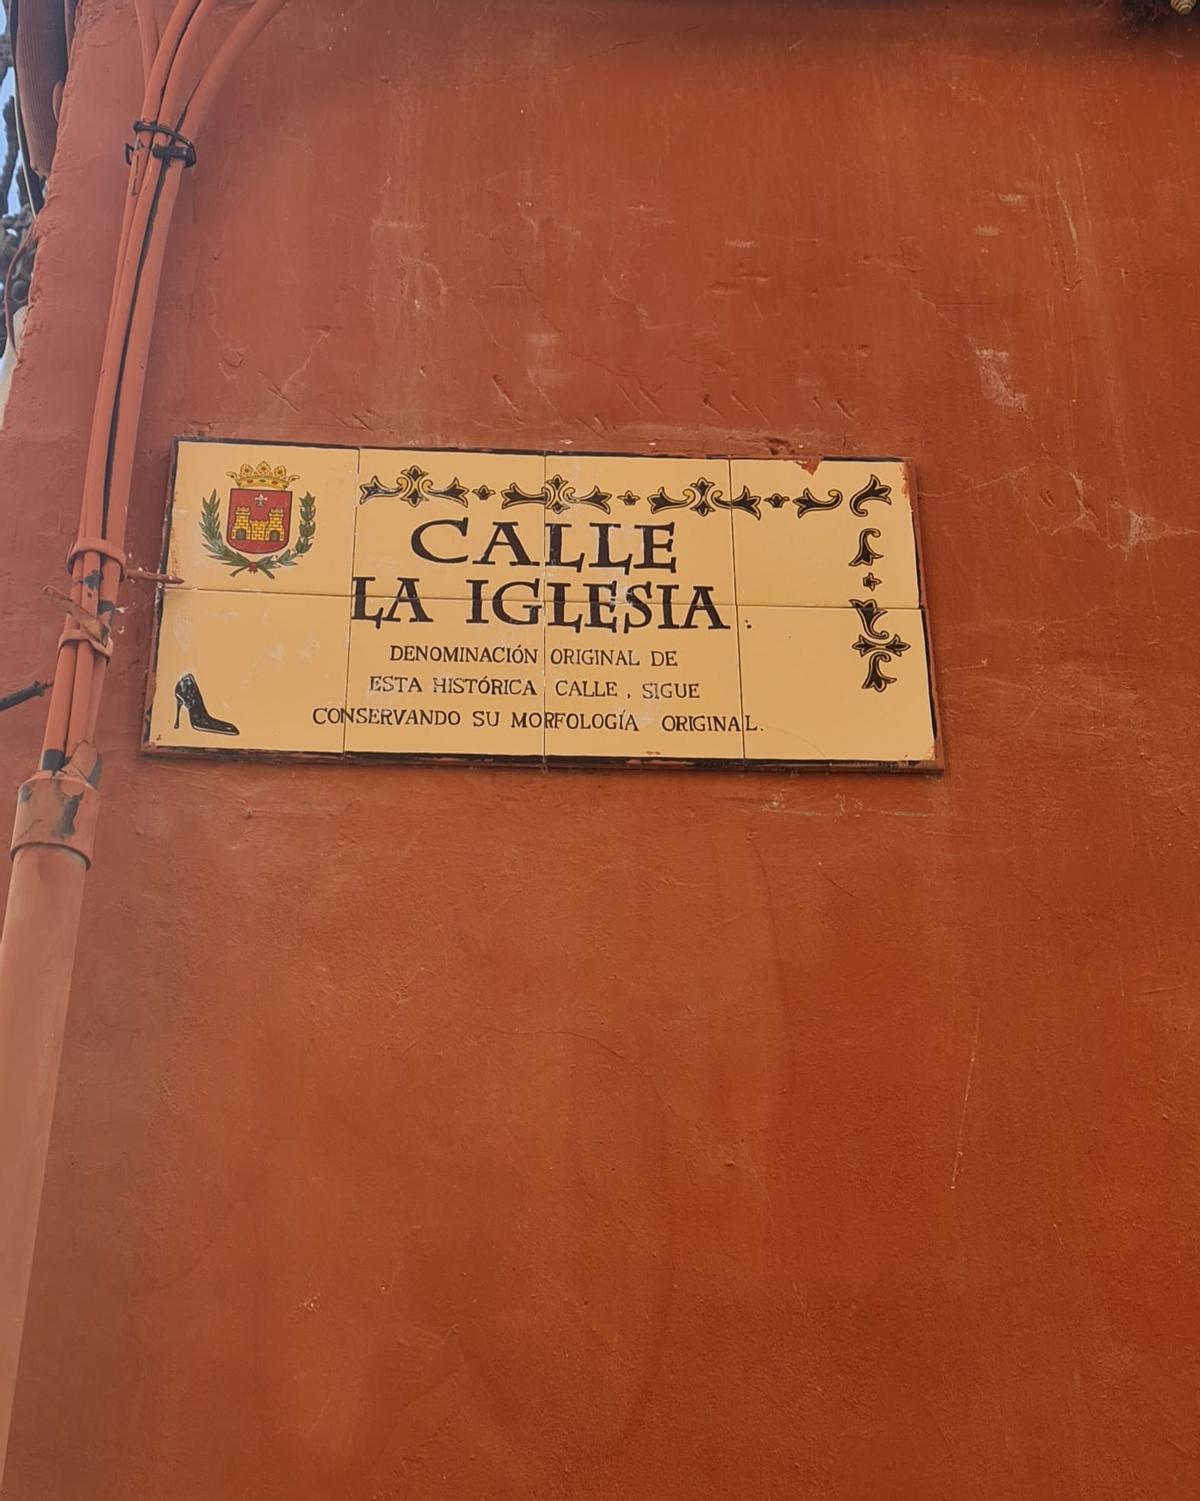 CALLE
LA IGLESIA:
DENOMINACIÓN ORIGINAL DE
ESTA HISTÓRICA CALLE, SIGUE
CONSERVANDO SU MORFOLOGÍA ORIGINAL.